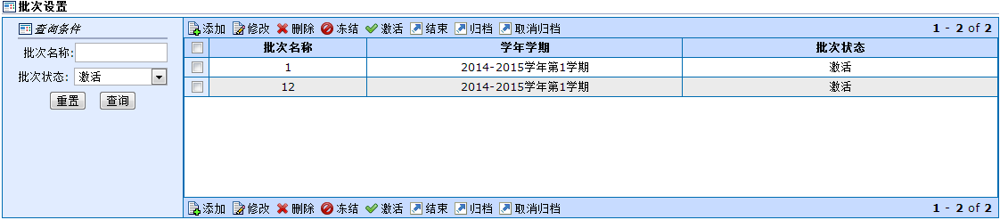 批次设置
查询条件
批次名称:
批次状态: 激活
重置 查询
添加 修改 删除 冻结 激活 结束 归档 取消归档 1 - 2 of 2
批次名称 学年学期 批次状态
1 2014-2015学年第1学期 激活
12 2014-2015学年第1学期 激活
添加 修改 删除 冻结 激活 结束 归档 取消归档 1 - 2 of 2